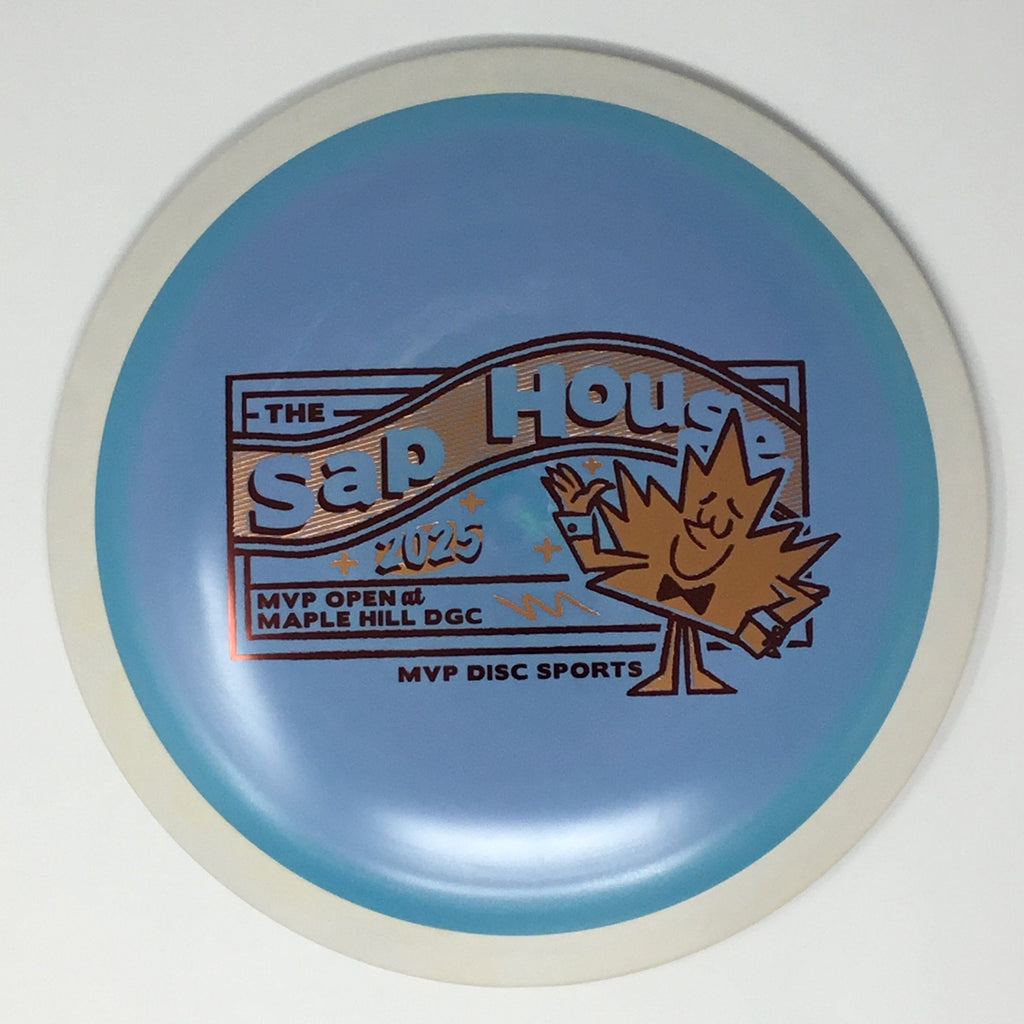 THE
Sap House
2025
MVP OPEN at
MAPLE HILL DGC
MVP DISC SPORTS